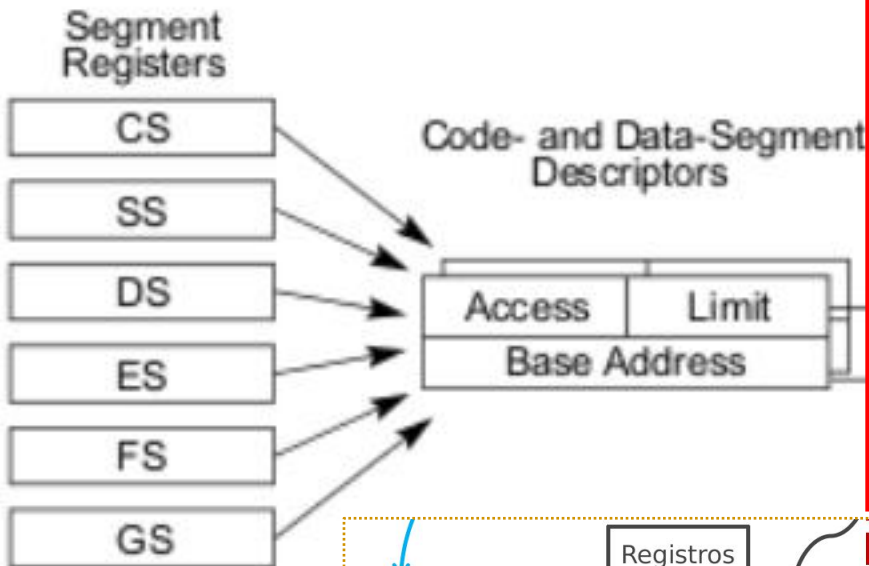 Segment
Registers
CS
SS
DS
ES
FS
GS
Code- and Data-Segment
Descriptors
Access
Limit
Base Address
Registros